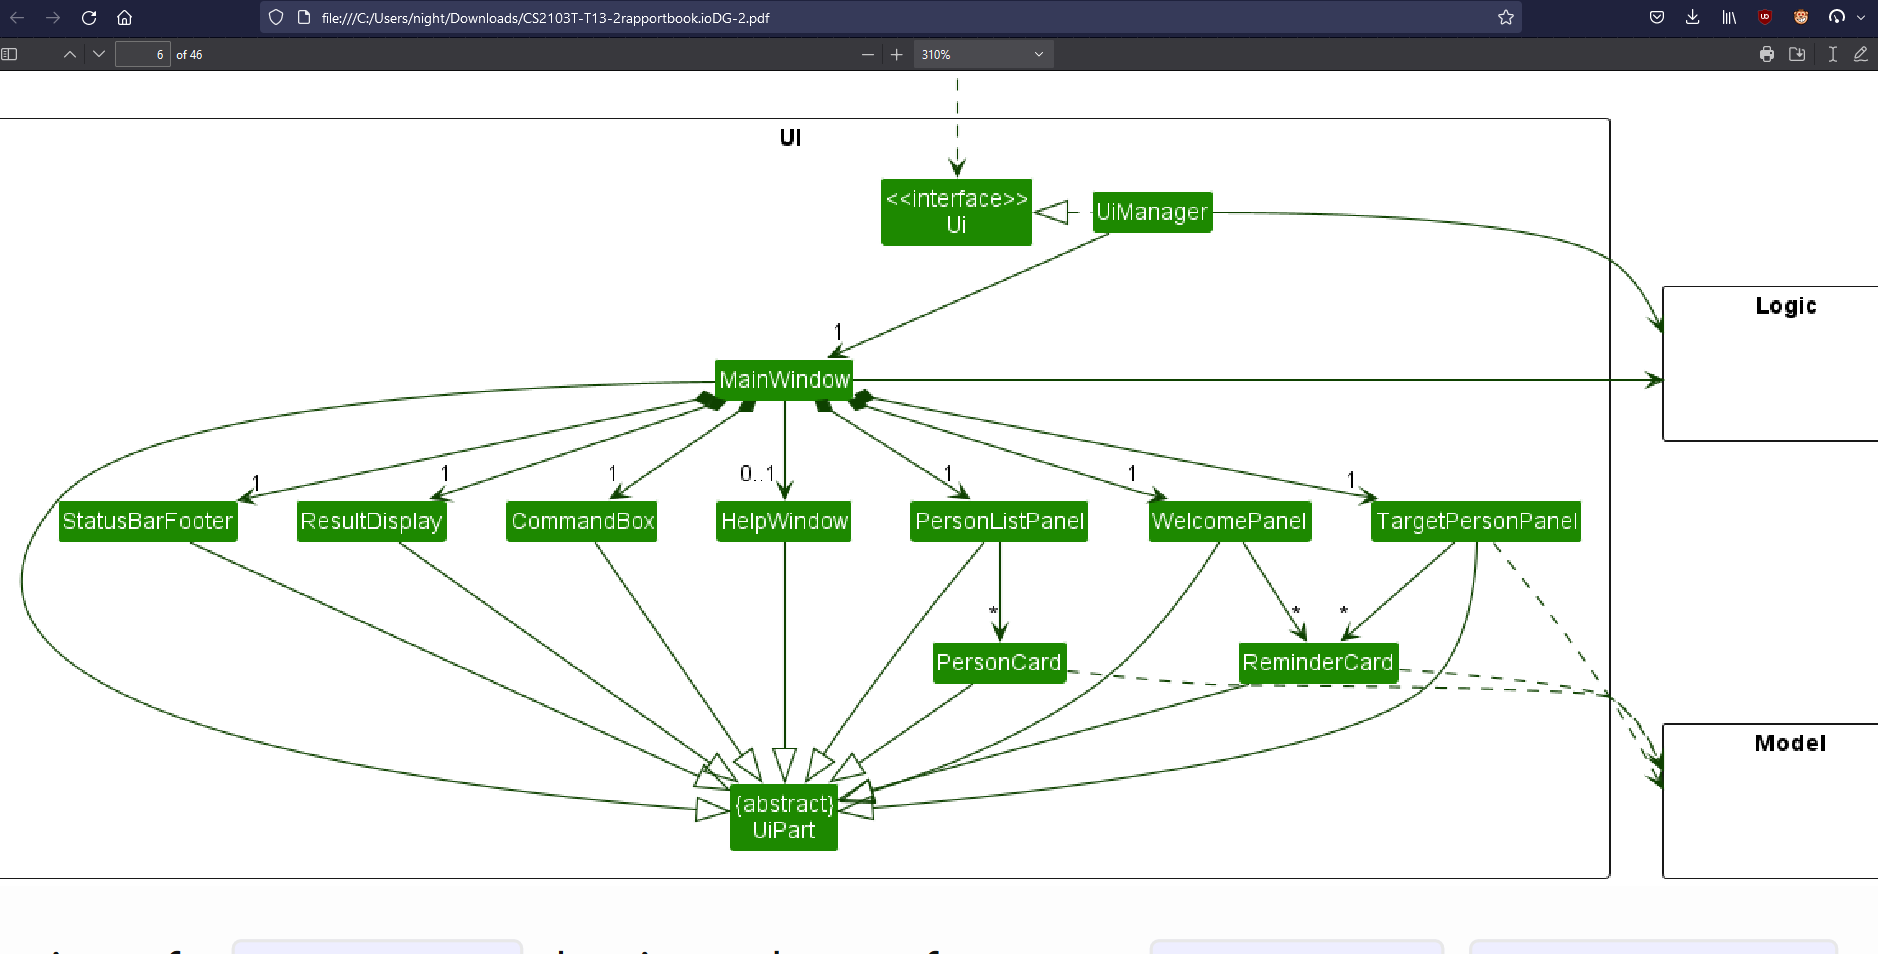 file:///C:/Users/night/Downloads/CS2103T-T13-2rapportbook.ioDG-2.pdf
6 of 46
310%
UI
<<interface>>
Ui
UiManager
Logic
1
MainWindow
1
1
1
0..1
1
1
1
StatusBarFooter
ResultDisplay
CommandBox
HelpWindow
PersonListPanel
WelcomePanel
TargetPersonPanel
*
*
*
PersonCard
ReminderCard
Model
{abstract}
UiPart